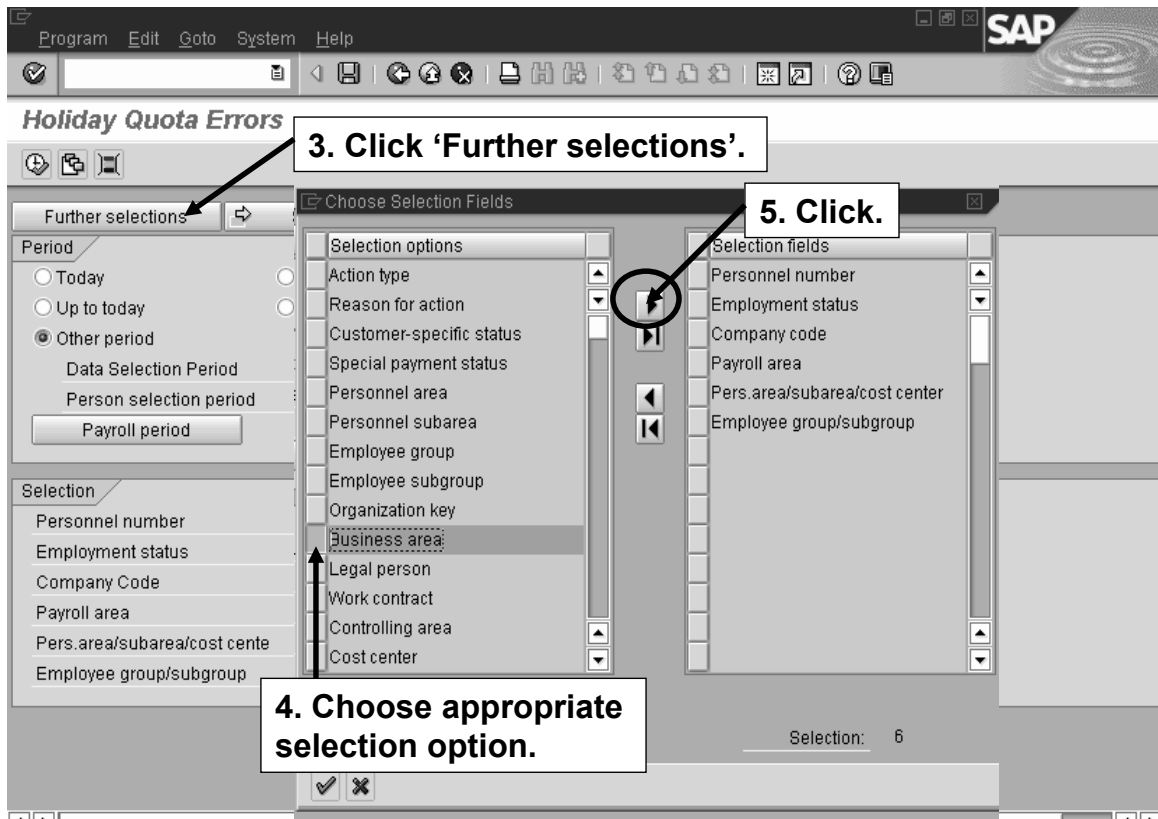 Program Edit Goto System Help
SAP
Holiday Quota Errors
3. Click ‘Further selections’.
Further selections
Choose Selection Fields
5. Click.
Period
Today
Up to today
Other period
Data Selection Period
Person selection period
Payroll period
Selection options
Action type
Reason for action
Customer-specific status
Special payment status
Personnel area
Personnel subarea
Employee group
Employee subgroup
Organization key
Business area
Legal person
Work contract
Controlling area
Cost center
Selection fields
Personnel number
Employment status
Company code
Payroll area
Pers.area/subarea/cost center
Employee group/subgroup
Selection
Personnel number
Employment status
Company Code
Payroll area
Pers.area/subarea/cost cente
Employee group/subgroup
4. Choose appropriate
selection option.
Selection: 6